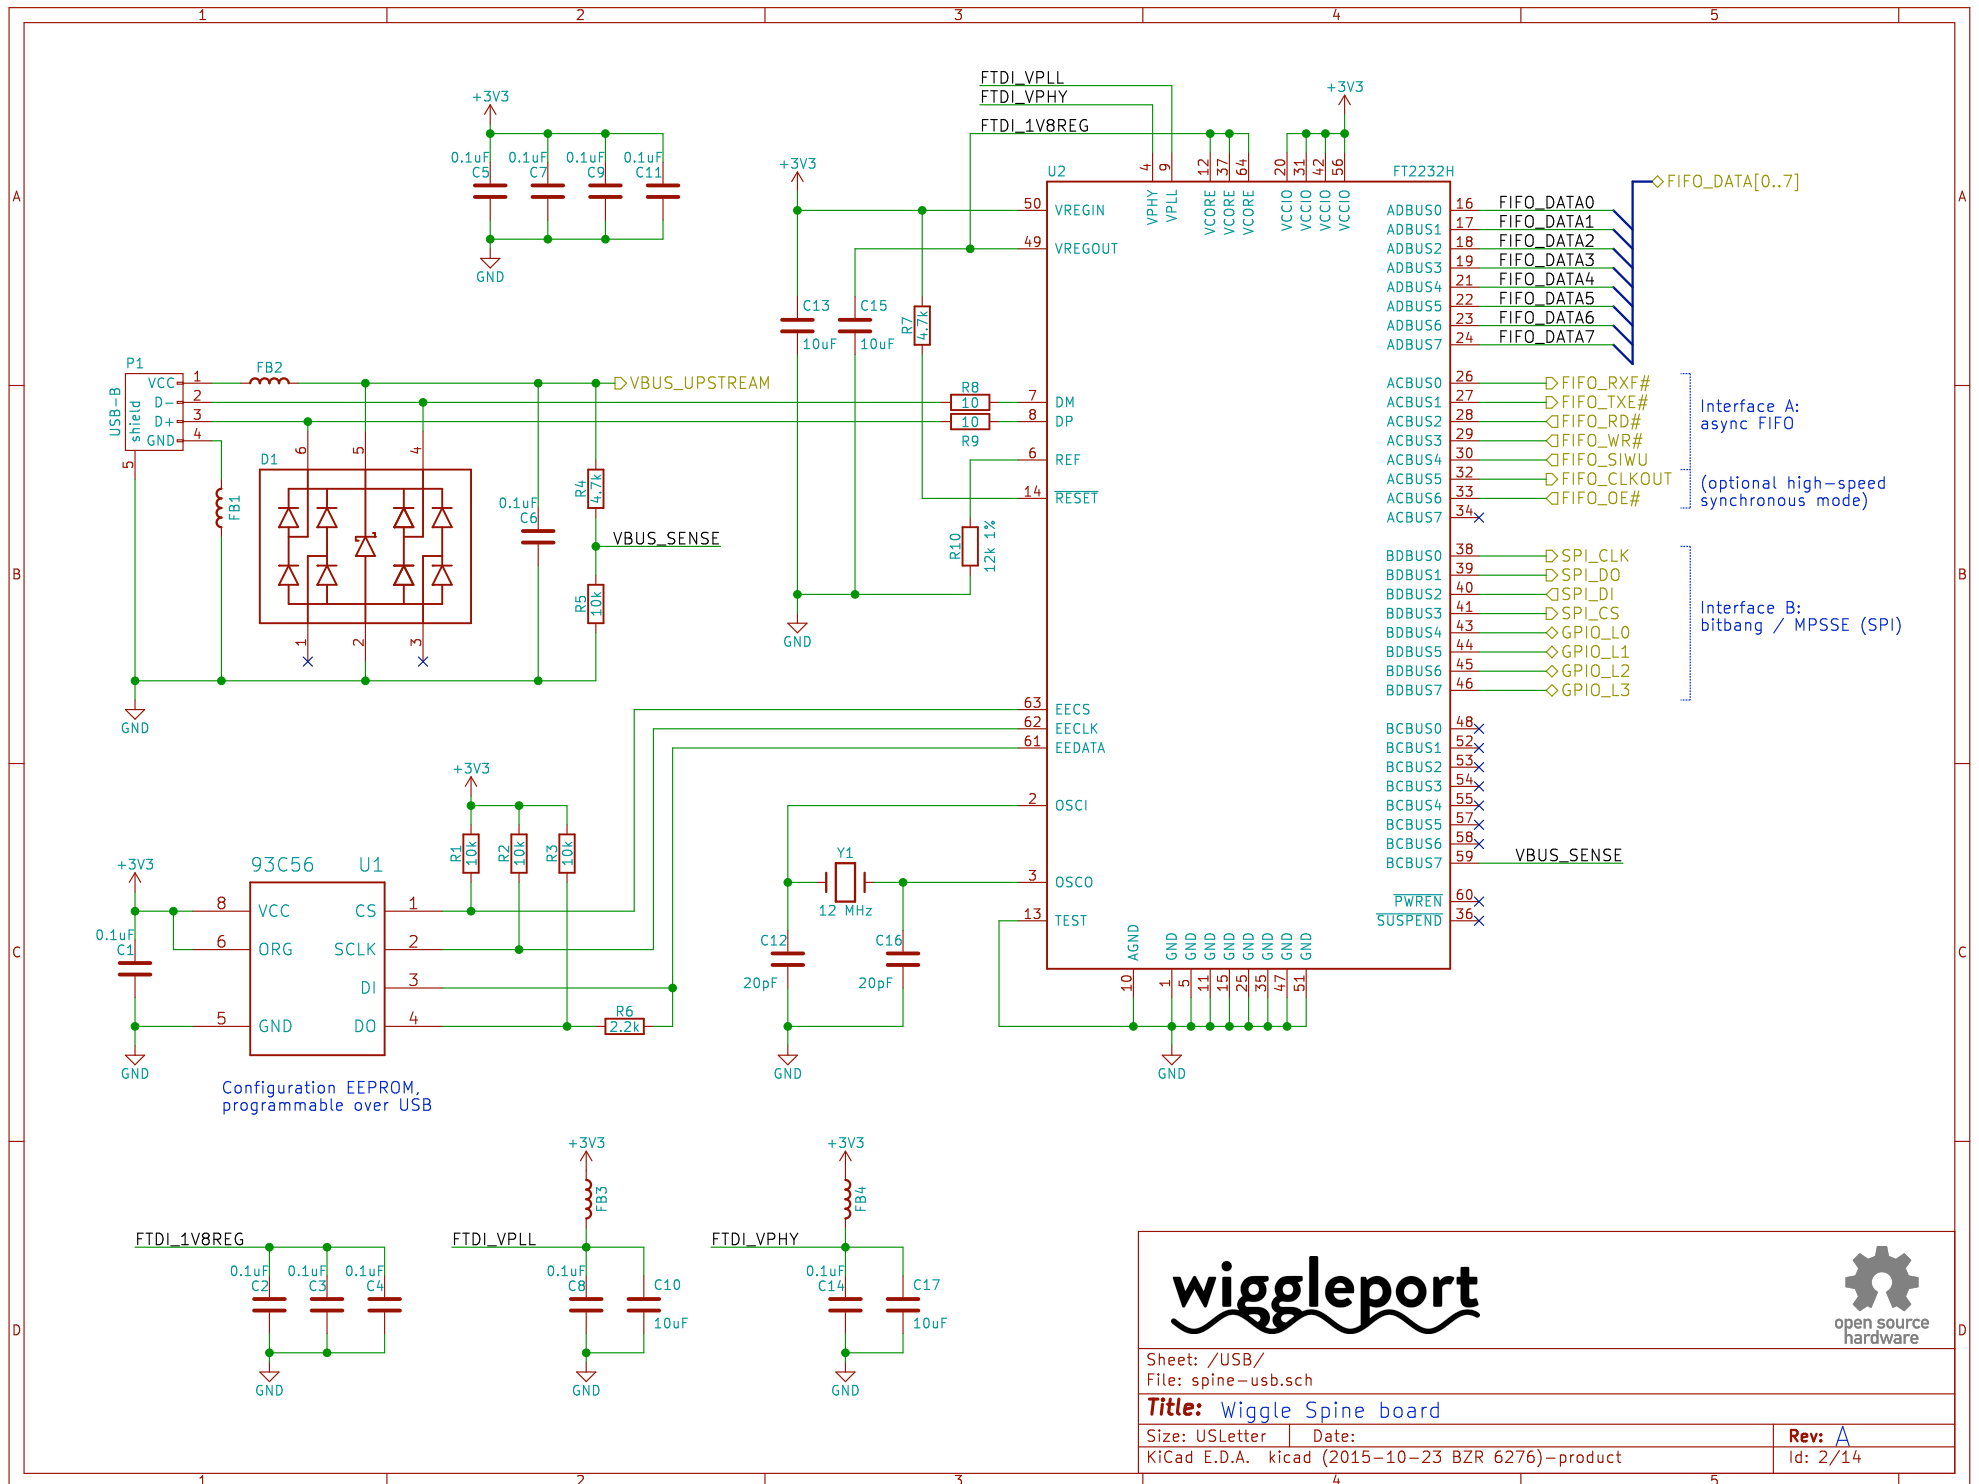 1 2 3 4 5
A
B
C
D
A
B
C
D
1 2 3 4 5
+3V3
0.1uF 0.1uF 0.1uF 0.1uF
C5 C7 C9 C11
GND
FTDI_VPLL
FTDI_VPHY
FTDI_1V8REG
+3V3
+3V3
C13
10uF
C15
10uF
R7
4.7k
GND
P1
USB-B
shield
VCC 1
D- 2
D+ 3
GND 4
5
FB2
FB1
VBUS_UPSTREAM
D1
6 5 4
1 2 3
0.1uF
C6
R4
4.7k
VBUS_SENSE
R5
10k
GND
R8
10
10
R9
R10
12k 1%
U2
FT2232H
4 9 12 37 64 20 31 42 56
VPHY VPLL VCORE VCORE VCORE VCCIO VCCIO VCCIO VCCIO
50 VREGIN
49 VREGOUT
7 DM
8 DP
6 REF
14 RESET
63 EECS
62 EECLK
61 EEDATA
2 OSCI
3 OSCO
13 TEST
AGND GND GND GND GND GND GND GND GND
10 1 5 11 15 25 35 47 51
GND
ADBUS0 16 FIFO_DATA0
ADBUS1 17 FIFO_DATA1
ADBUS2 18 FIFO_DATA2
ADBUS3 19 FIFO_DATA3
ADBUS4 21 FIFO_DATA4
ADBUS5 22 FIFO_DATA5
ADBUS6 23 FIFO_DATA6
ADBUS7 24 FIFO_DATA7
FIFO_DATA[0..7]
ACBUS0 26 FIFO_RXF#
ACBUS1 27 FIFO_TXE#
ACBUS2 28 FIFO_RD#
ACBUS3 29 FIFO_WR#
ACBUS4 30 FIFO_SIWU
ACBUS5 32 FIFO_CLKOUT
ACBUS6 33 FIFO_OE#
ACBUS7 34
Interface A:
async FIFO
(optional high-speed
synchronous mode)
BDBUS0 38 SPI_CLK
BDBUS1 39 SPI_DO
BDBUS2 40 SPI_DI
BDBUS3 41 SPI_CS
BDBUS4 43 GPIO_L0
BDBUS5 44 GPIO_L1
BDBUS6 45 GPIO_L2
BDBUS7 46 GPIO_L3
Interface B:
bitbang / MPSSE (SPI)
BCBUS0 48
BCBUS1 52
BCBUS2 53
BCBUS3 54
BCBUS4 55
BCBUS5 57
BCBUS6 58
BCBUS7 59 VBUS_SENSE
PWREN 60
SUSPEND 36
+3V3
R1 10k
R2 10k
R3 10k
+3V3
0.1uF
C1
GND
93C56 U1
8 VCC CS 1
6 ORG SCLK 2
DI 3
5 GND DO 4
R6
2.2k
Configuration EEPROM,
programmable over USB
Y1
12 MHz
C12
20pF
C16
20pF
GND
FTDI_1V8REG
0.1uF 0.1uF 0.1uF
C2 C3 C4
GND
+3V3
FB3
FTDI_VPLL
0.1uF
C8
C10
10uF
GND
+3V3
FB4
FTDI_VPHY
0.1uF
C14
C17
10uF
GND
wiggleport
open source
hardware
Sheet: /USB/
File: spine-usb.sch
Title: Wiggle Spine board
Size: USLetter Date: Rev: A
KiCad E.D.A. kicad (2015-10-23 BZR 6276)-product Id: 2/14